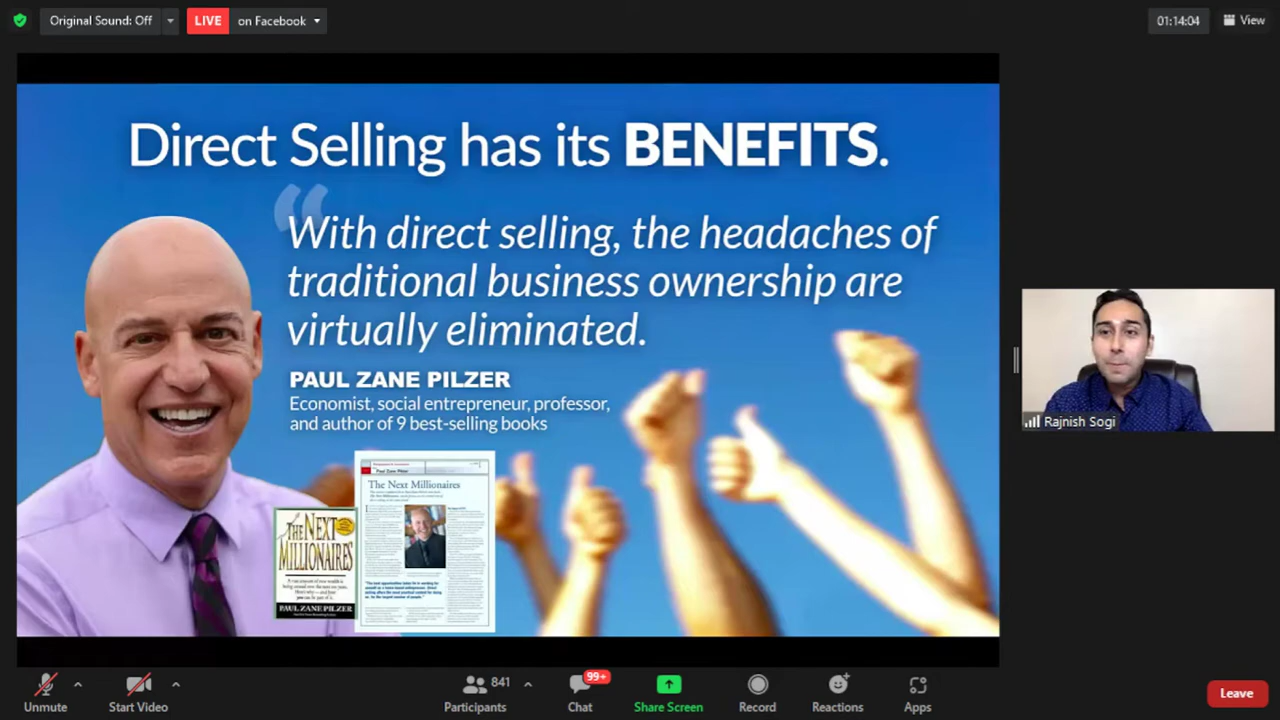 Original Sound: Off
LIVE
on Facebook
01:14:04
View
Direct Selling has its BENEFITS.
“With direct selling, the headaches of
traditional business ownership are
virtually eliminated.
PAUL ZANE PILZER
Economist, social entrepreneur, professor,
and author of 9 best-selling books
Paul Zane Pilzer
The Next Millionaires
THE NEXT
MILLIONAIRES
PAUL ZANE PILZER
Rajnish Sogi
Unmute
Start Video
841
Participants
99+
Chat
Share Screen
Record
Reactions
Apps
Leave